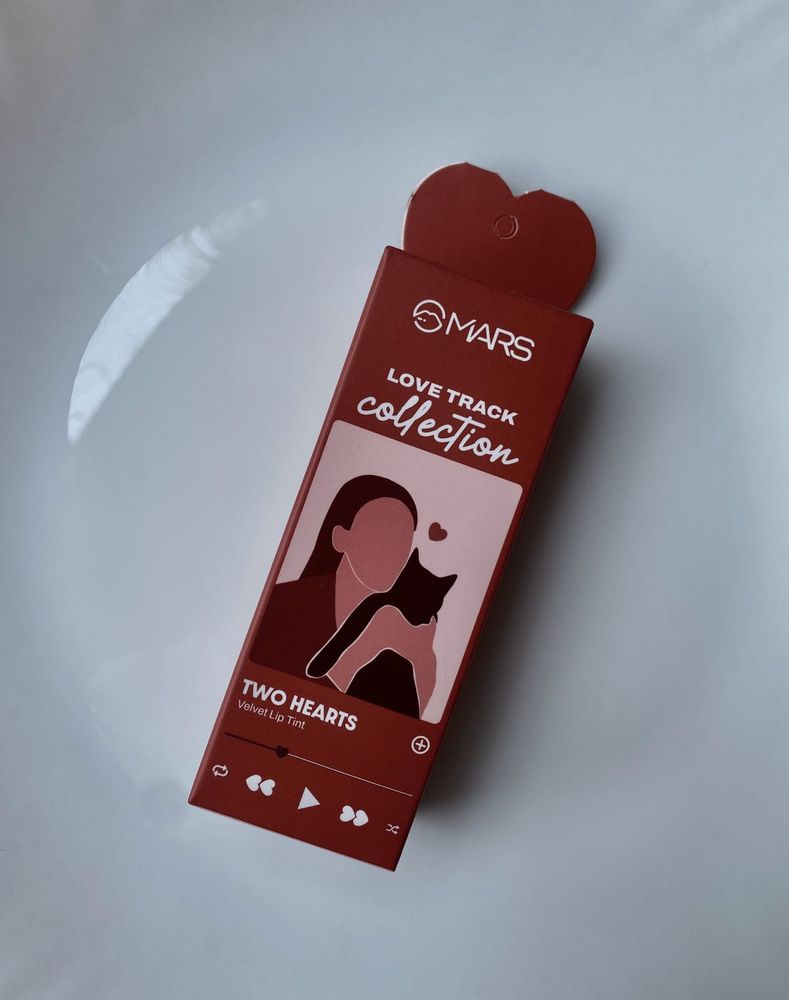 MARS
LOVE TRACK
collection
TWO HEARTS
Velvet Lip Tint